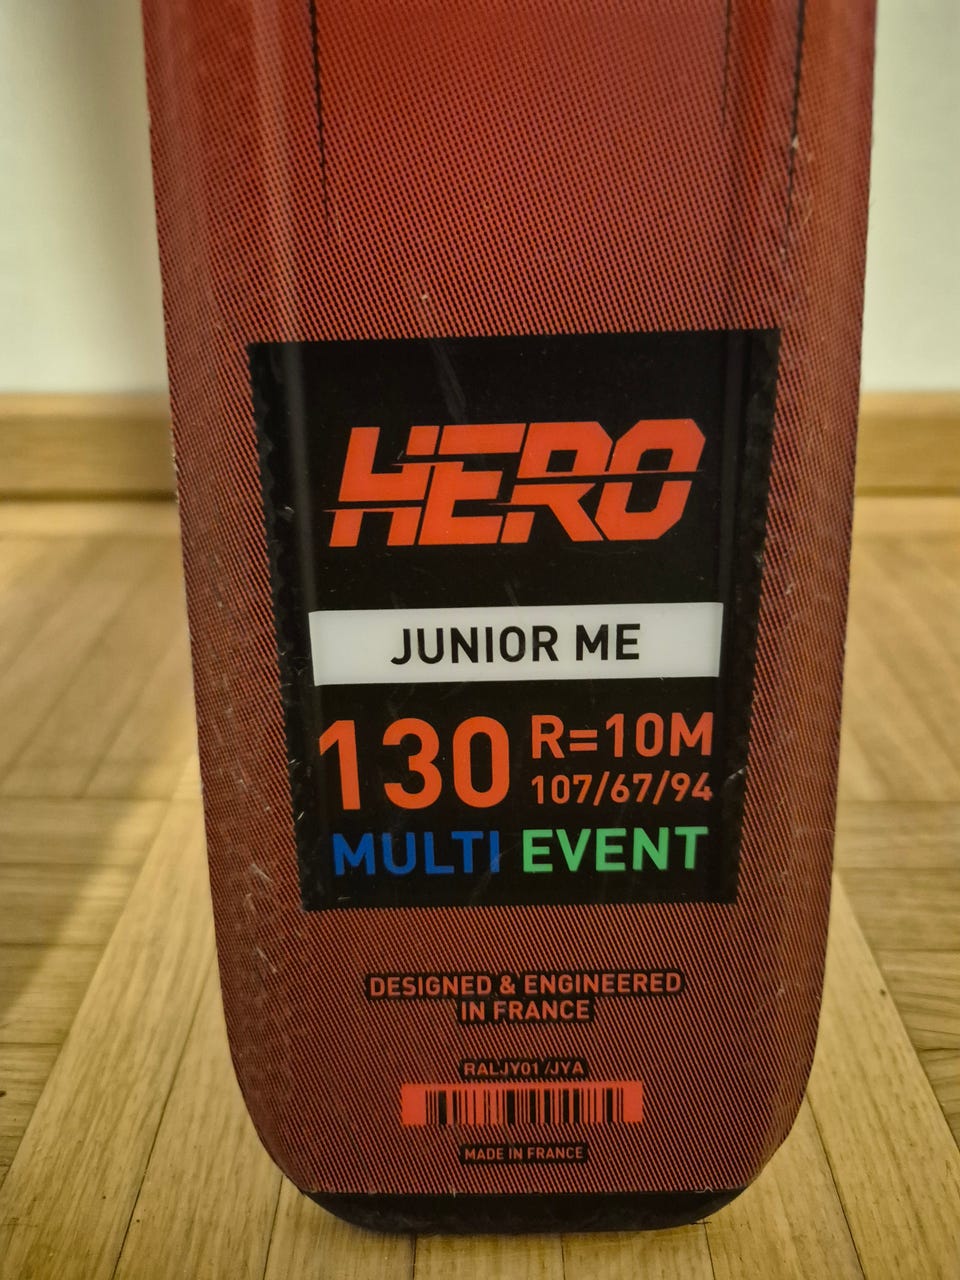 HERO
JUNIOR ME
130 R=10M
107/67/94
MULTI EVENT
DESIGNED & ENGINEERED
IN FRANCE
RALJY01/JYA
MADE IN FRANCE